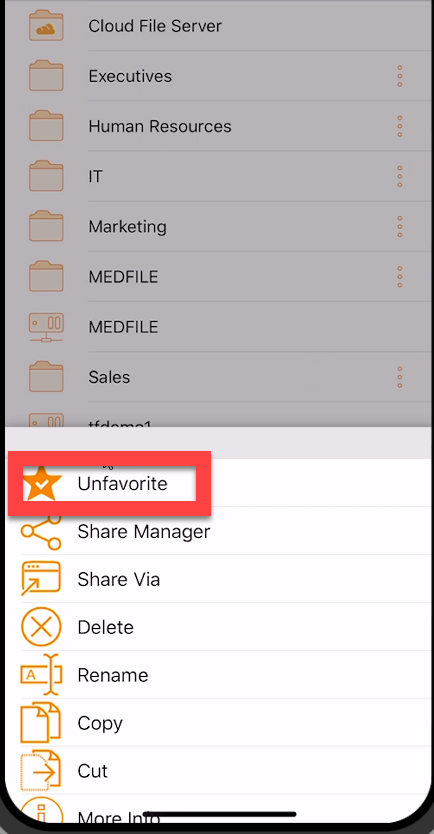 Cloud File Server
Executives
Human Resources
IT
Marketing
MEDFILE
MEDFILE
Sales
tfdemo1
Unfavorite
Share Manager
Share Via
Delete
A
Rename
Copy
Cut
More Info